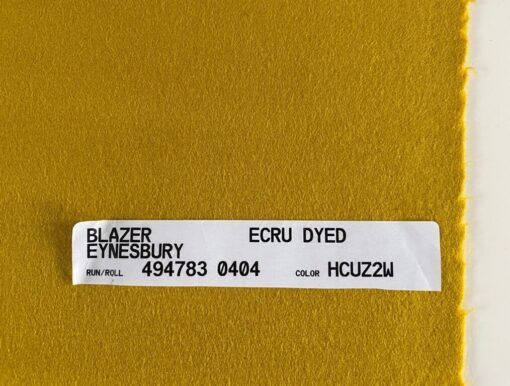 BLAZER ECRU DYED
EYNESBURY
RUN/ROLL 494783 0404 COLOR HCUZ2W